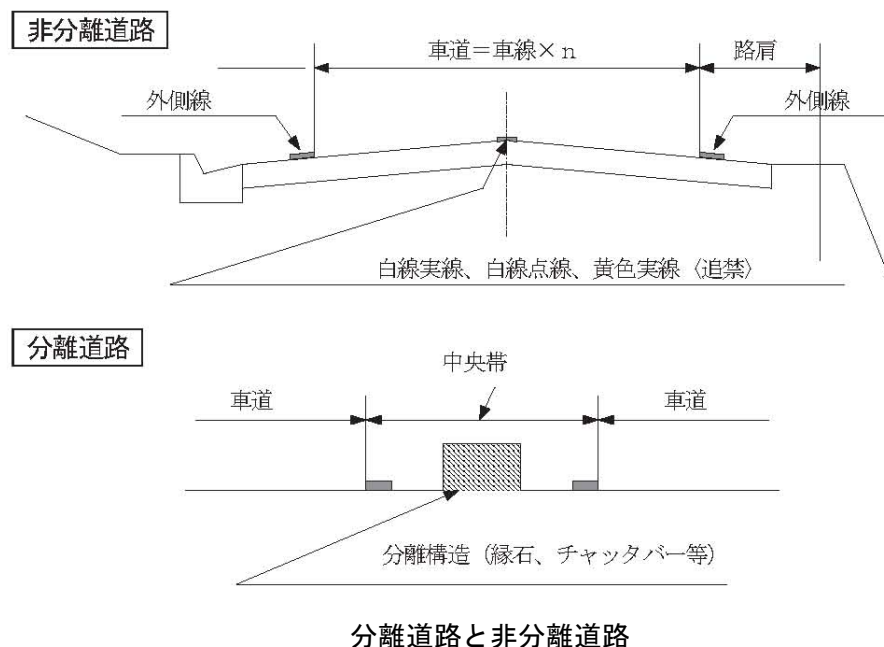 非分離道路
車道＝車線×ｎ
路肩
外側線
外側線
白線実線、白線点線、黄色実線〈追禁〉
分離道路
中央帯
車道
車道
分離構造（縁石、チャッタバー等）
分離道路と非分離道路